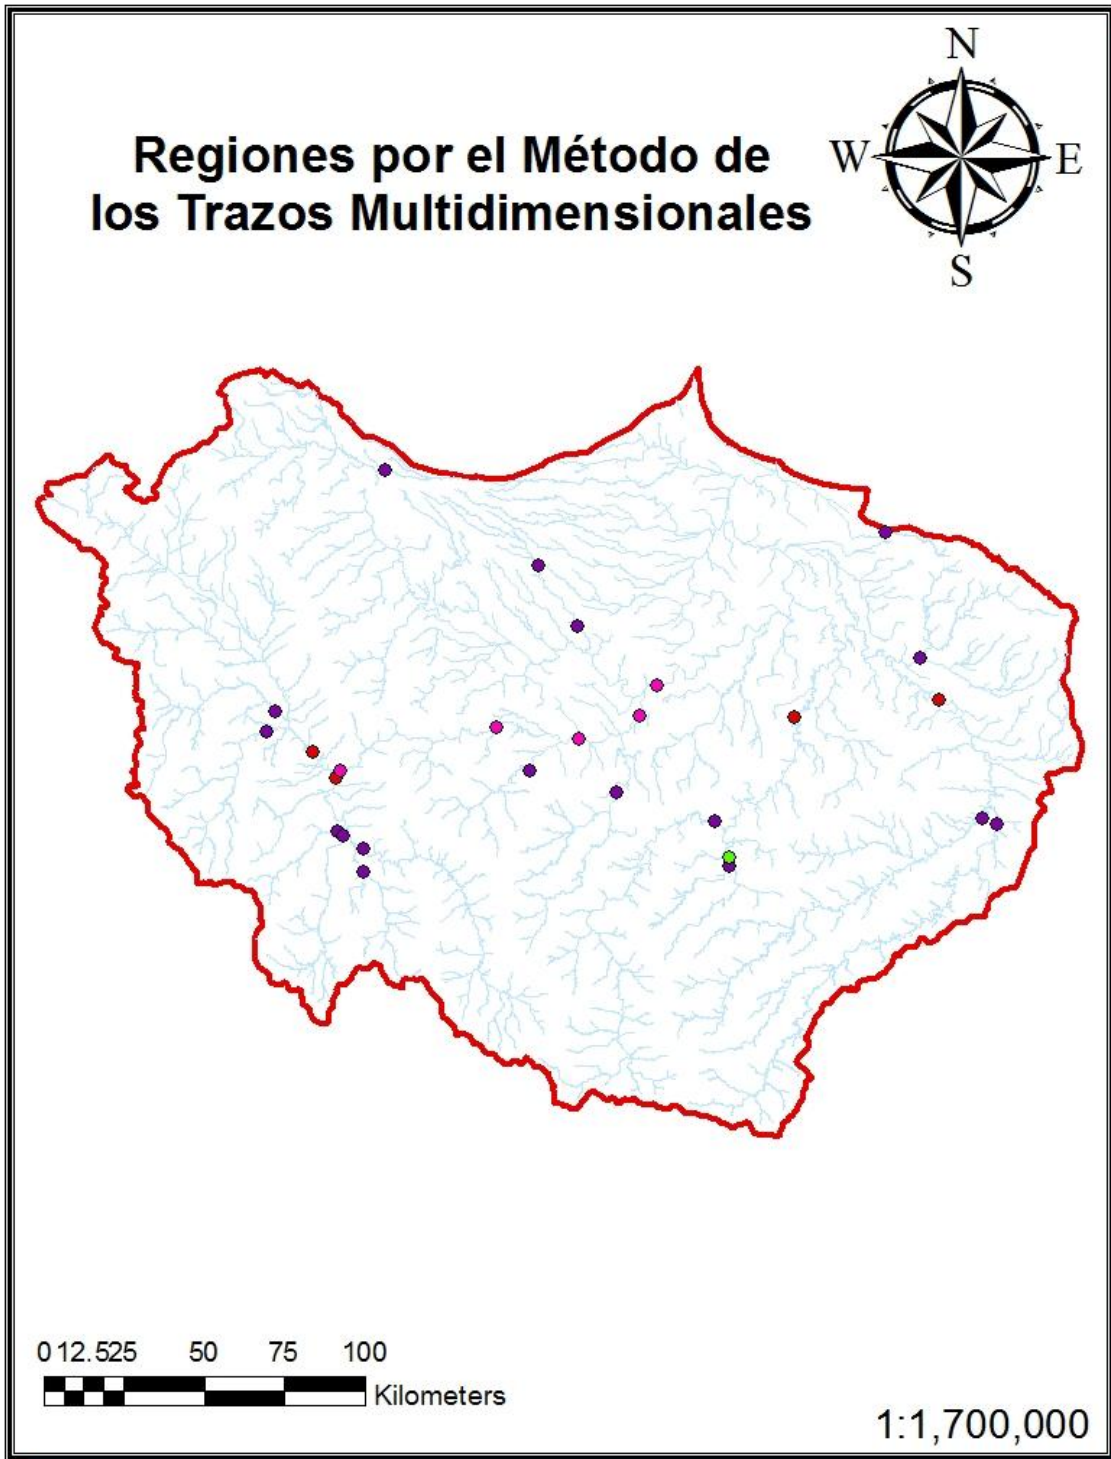 N
Regiones por el Método de
W E
los Trazos Multidimensionales
S
0 12.525 50 75 100
Kilometers
1:1,700,000